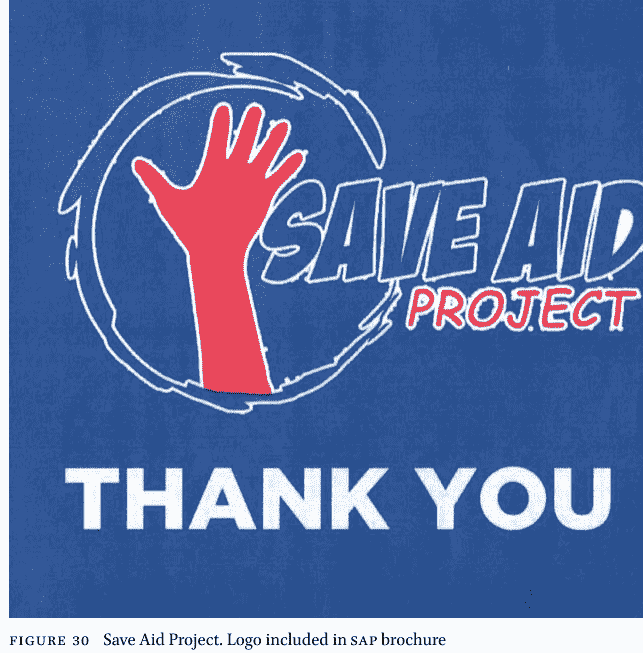 SAVE AID
PROJECT
THANK YOU
FIGURE 30 Save Aid Project. Logo included in SAP brochure